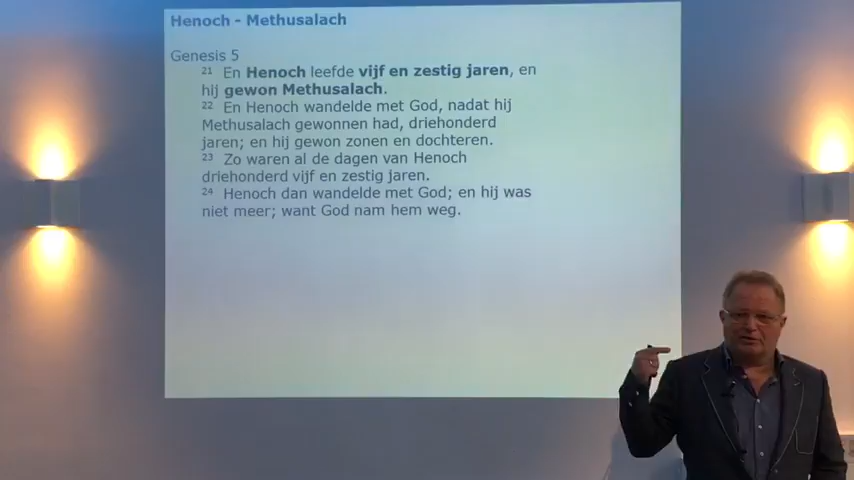 Henoch - Methusalach
Genesis 5
21 En Henoch leefde vijf en zestig jaren, en
hij gewon Methusalach.
22 En Henoch wandelde met God, nadat hij
Methusalach gewonnen had, driehonderd
jaren; en hij gewon zonen en dochteren.
23 Zo waren al de dagen van Henoch
driehonderd vijf en zestig jaren.
24 Henoch dan wandelde met God; en hij was
niet meer; want God nam hem weg.